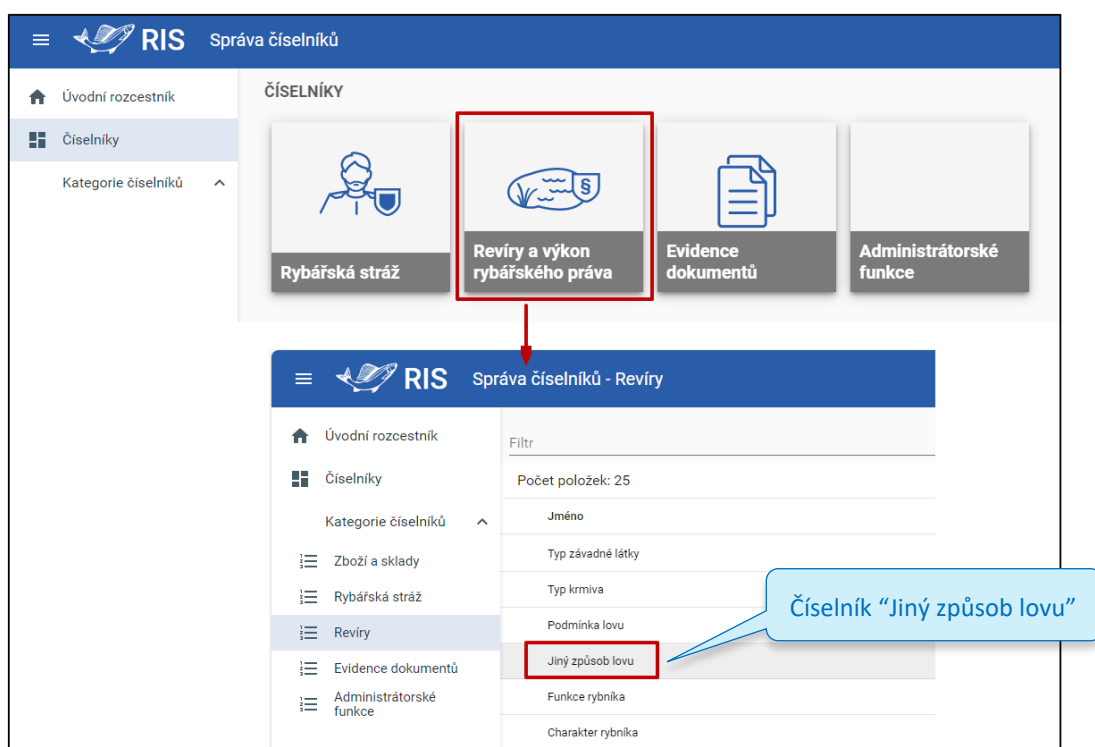 RIS Správa číselníků
Úvodní rozcestník
Číselníky
Kategorie číselníků
ČÍSELNÍKY
Rybářská stráž
§
Revíry a výkon
rybářského práva
Evidence
dokumentů
Administrátorské
funkce
RIS Správa číselníků - Revíry
Úvodní rozcestník
Číselníky
Kategorie číselníků
Zboží a sklady
Rybářská stráž
Revíry
Evidence dokumentů
Administrátorské
funkce
Filtr
Počet položek: 25
Jméno
Typ závadné látky
Typ krmiva
Podmínka lovu
Jiný způsob lovu
Funkce rybníka
Charakter rybníka
Číselník “Jiný způsob lovu”